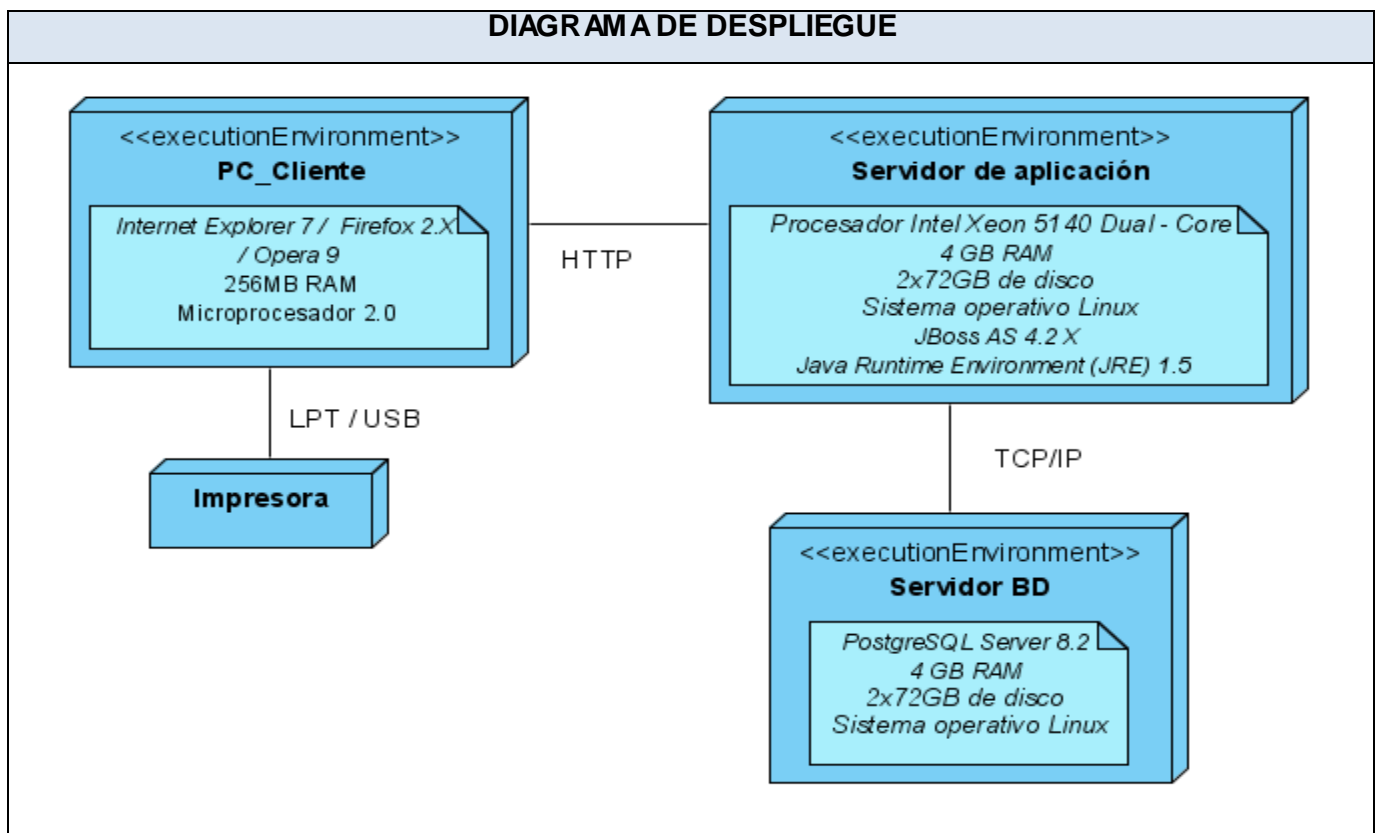 DIAGRAMA DE DESPLIEGUE
<<executionEnvironment>>
PC_Cliente
Internet Explorer 7 / Firefox 2.X
/ Opera 9
256MB RAM
Microprocesador 2.0
HTTP
<<executionEnvironment>>
Servidor de aplicación
Procesador Intel Xeon 5140 Dual - Core
4 GB RAM
2x72GB de disco
Sistema operativo Linux
JBoss AS 4.2 X
Java Runtime Environment (JRE) 1.5
LPT / USB
Impresora
TCP/IP
<<executionEnvironment>>
Servidor BD
PostgreSQL Server 8.2
4 GB RAM
2x72GB de disco
Sistema operativo Linux